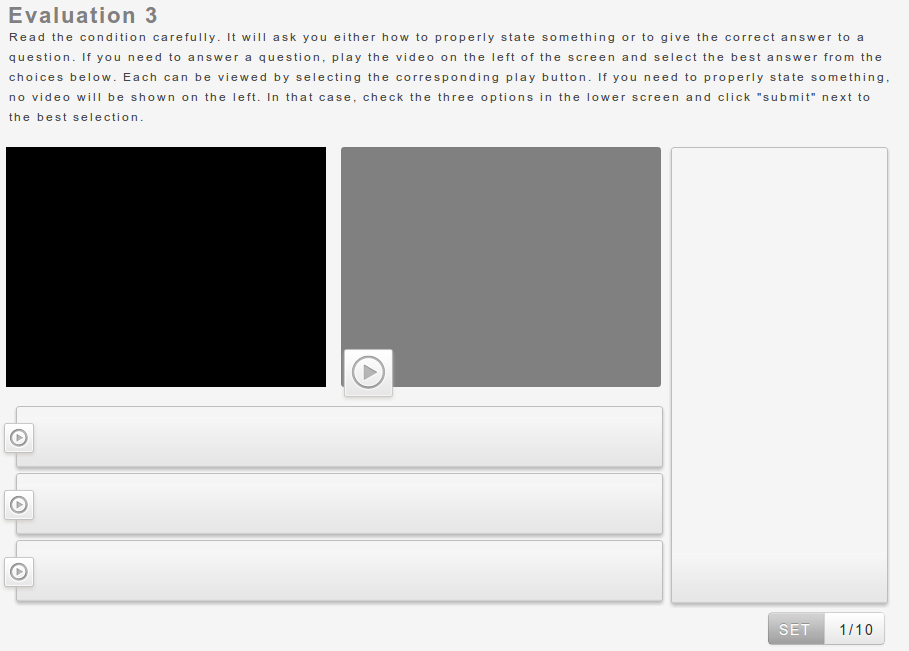 Evaluation 3
Read the condition carefully. It will ask you either how to properly state something or to give the correct answer to a
question. If you need to answer a question, play the video on the left of the screen and select the best answer from the
choices below. Each can be viewed by selecting the corresponding play button. If you need to properly state something,
no video will be shown on the left. In that case, check the three options in the lower screen and click "submit" next to
the best selection.
SET 1/10